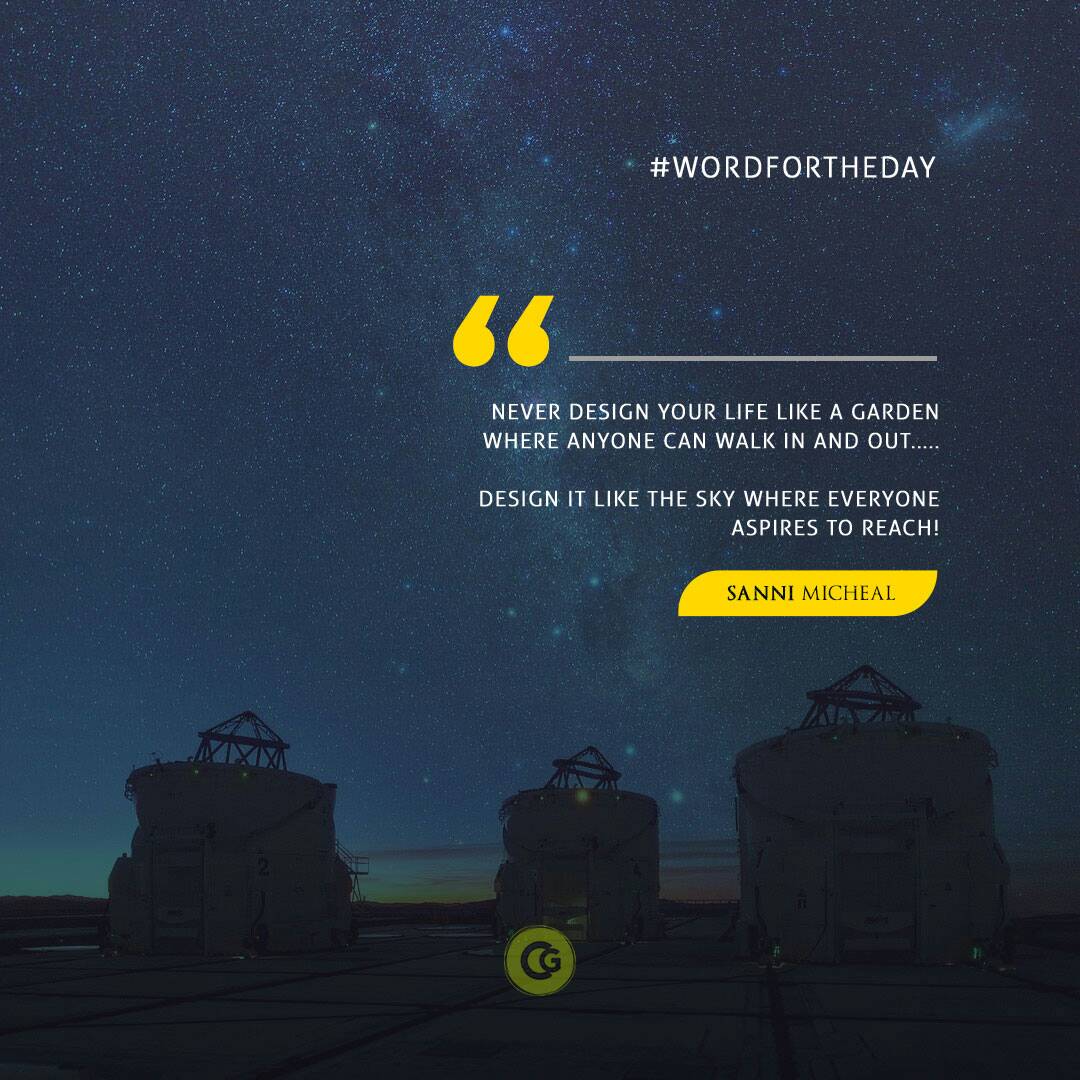 #WORDFORTHEDAY
“
NEVER DESIGN YOUR LIFE LIKE A GARDEN
WHERE ANYONE CAN WALK IN AND OUT.....
DESIGN IT LIKE THE SKY WHERE EVERYONE
ASPIRES TO REACH!
SANNI MICHEAL
2
CG